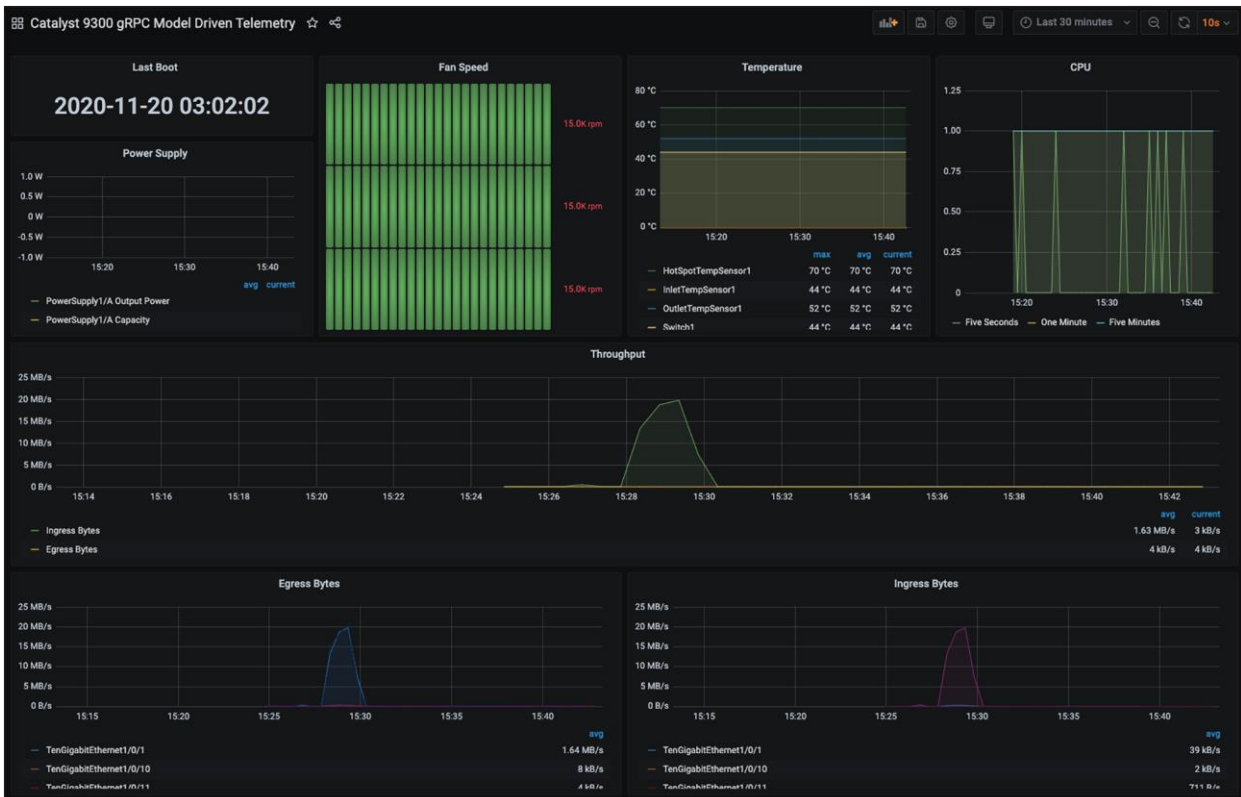 Catalyst 9300 gRPC Model Driven Telemetry
Last 30 minutes
10s
Last Boot
2020-11-20 03:02:02
Power Supply
1.0 W
0.5 W
0 W
-0.5 W
-1.0 W
15:20 15:30 15:40
avg current
PowerSupply1/A Output Power
PowerSupply1/A Capacity
Fan Speed
15.0K rpm
15.0K rpm
15.0K rpm
Temperature
80 °C
60 °C
40 °C
20 °C
0 °C
15:20 15:30 15:40
max avg current
HotSpotTempSensor1 70 °C 70 °C 70 °C
InletTempSensor1 44 °C 44 °C 44 °C
OutletTempSensor1 52 °C 52 °C 52 °C
Switch1 44 °C 44 °C 44 °C
CPU
1.25
1.00
0.75
0.50
0.25
0
15:20 15:30 15:40
Five Seconds One Minute Five Minutes
Throughput
25 MB/s
20 MB/s
15 MB/s
10 MB/s
5 MB/s
0 B/s
15:14 15:16 15:18 15:20 15:22 15:24 15:26 15:28 15:30 15:32 15:34 15:36 15:38 15:40 15:42
avg current
Ingress Bytes 1.63 MB/s 3 kB/s
Egress Bytes 4 kB/s 4 kB/s
Egress Bytes
25 MB/s
20 MB/s
15 MB/s
10 MB/s
5 MB/s
0 B/s
15:15 15:20 15:25 15:30 15:35 15:40
avg
TenGigabitEthernet1/0/1 1.64 MB/s
TenGigabitEthernet1/0/10 8 kB/s
TenGigabitEthernet1/0/11 4 kB/s
Ingress Bytes
25 MB/s
20 MB/s
15 MB/s
10 MB/s
5 MB/s
0 B/s
15:15 15:20 15:25 15:30 15:35 15:40
avg
TenGigabitEthernet1/0/1 39 kB/s
TenGigabitEthernet1/0/10 2 kB/s
TenGigabitEthernet1/0/11 711 B/s